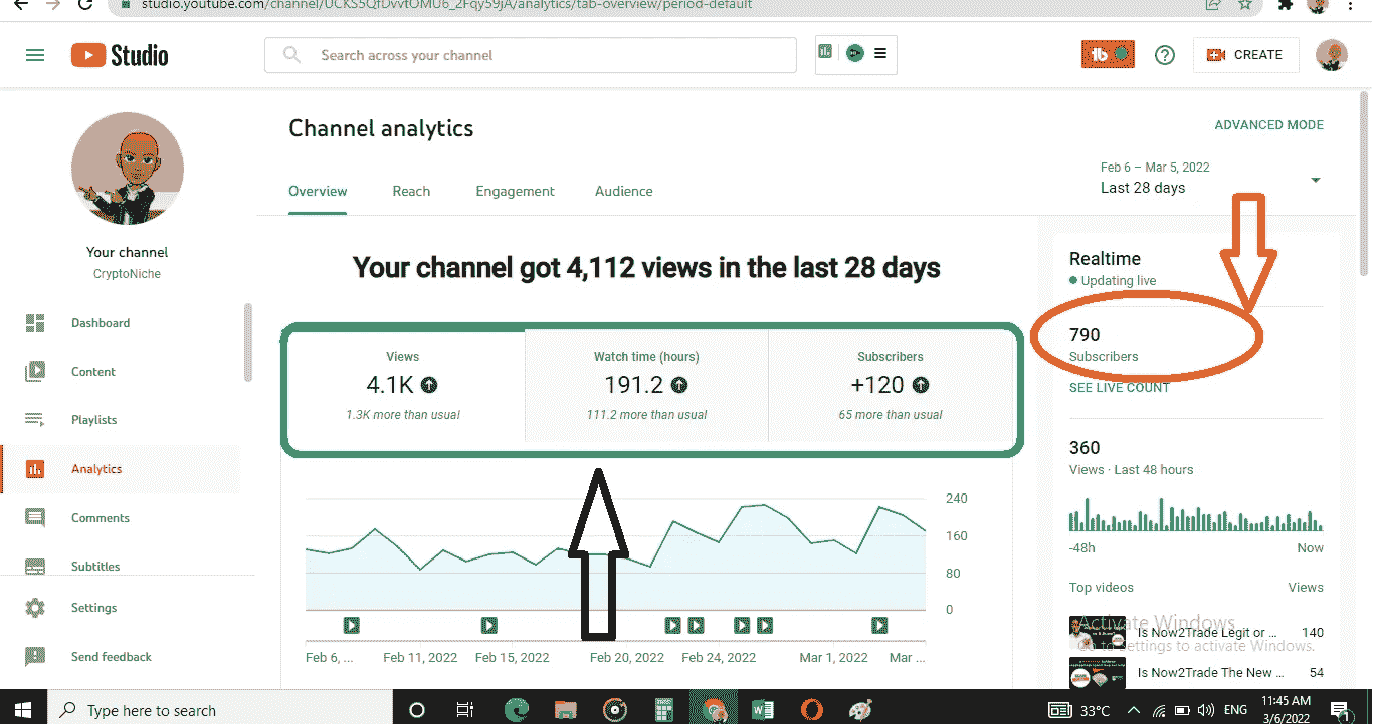 studio.youtube.com/channel/UCKS5QfDvvtOMU6_2Fqy59jA/analytics/tab-overview/period-default
Studio
Search across your channel
CREATE
Channel analytics
ADVANCED MODE
Feb 6 – Mar 5, 2022
Last 28 days
Overview
Reach
Engagement
Audience
Your channel
CryptoNiche
Dashboard
Content
Playlists
Analytics
Comments
Subtitles
Settings
Send feedback
Your channel got 4,112 views in the last 28 days
Views
4.1K
1.3K more than usual
Watch time (hours)
191.2
111.2 more than usual
Subscribers
+120
65 more than usual
240
160
80
0
Feb 6, ...
Feb 11, 2022
Feb 15, 2022
Feb 20, 2022
Feb 24, 2022
Mar 1, 2022
Mar ...
Realtime
Updating live
790
Subscribers
SEE LIVE COUNT
360
Views · Last 48 hours
-48h
Now
Top videos
Views
Is Now2Trade Legit or ...
140
Is Now2Trade The New ...
54
Activate Windows
Go to Settings to activate Windows.
Type here to search
33°C
ENG
11:45 AM
3/6/2022